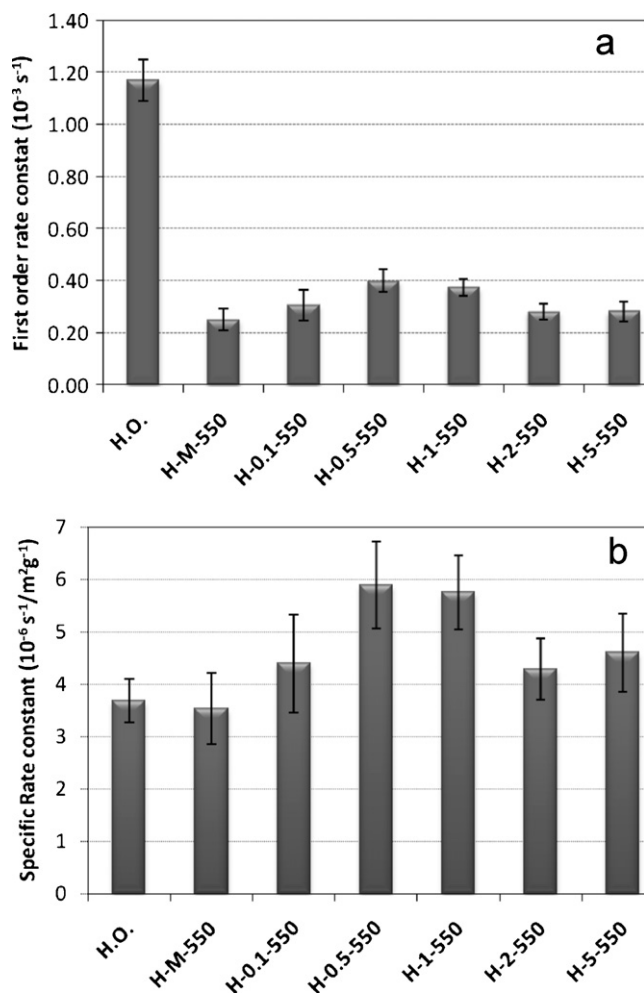 a
First order rate constat (10⁻³ s⁻¹)
1.40
1.20
1.00
0.80
0.60
0.40
0.20
0.00
H.O.
H-M-550
H-0.1-550
H-0.5-550
H-1-550
H-2-550
H-5-550
b
Specific Rate constant (10⁻⁶ s⁻¹/m²g⁻¹)
7
6
5
4
3
2
1
0
H.O.
H-M-550
H-0.1-550
H-0.5-550
H-1-550
H-2-550
H-5-550